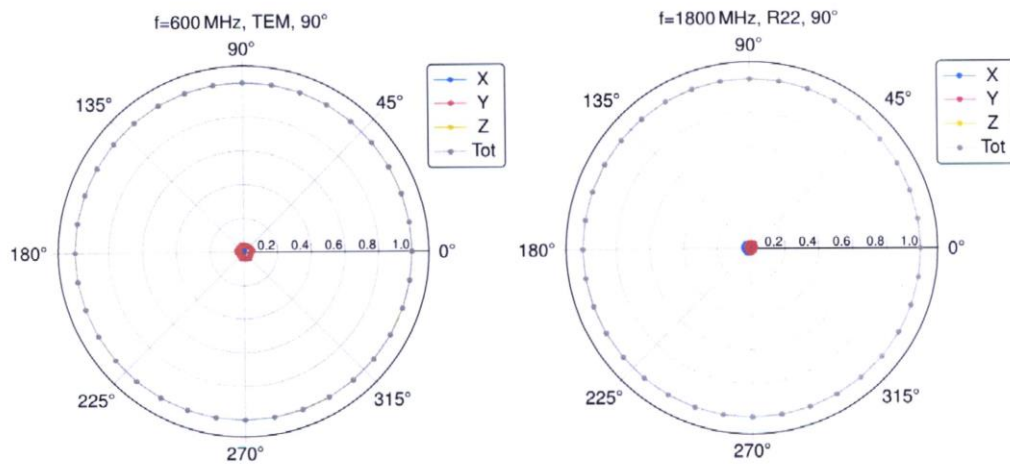 f=600 MHz, TEM, 90°
90°
45°
135°
180°
0°
225°
315°
270°
0.2 0.4 0.6 0.8 1.0
X
Y
Z
Tot
f=1800 MHz, R22, 90°
90°
45°
135°
180°
0°
225°
315°
270°
0.2 0.4 0.6 0.8 1.0
X
Y
Z
Tot